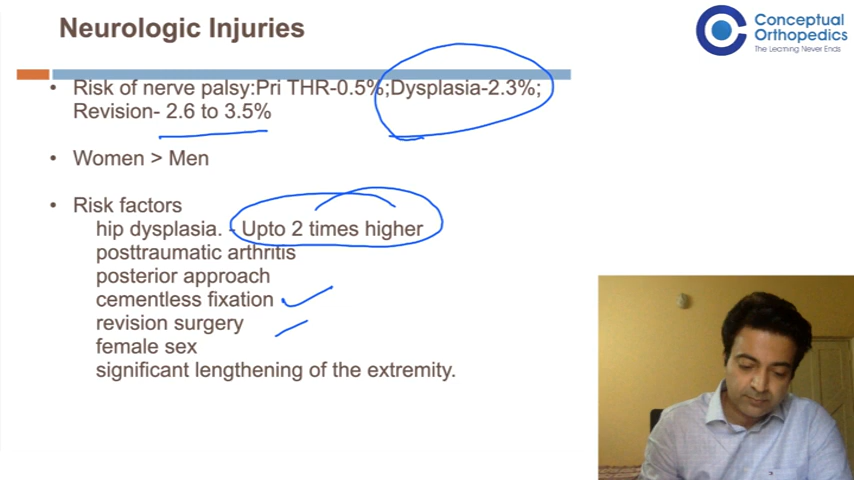 Neurologic Injuries
Conceptual
Orthopedics
The Learning Never Ends
• Risk of nerve palsy:Pri THR-0.5%;Dysplasia-2.3%;
Revision- 2.6 to 3.5%
• Women > Men
• Risk factors
hip dysplasia. - Upto 2 times higher
posttraumatic arthritis
posterior approach
cementless fixation
revision surgery
female sex
significant lengthening of the extremity.